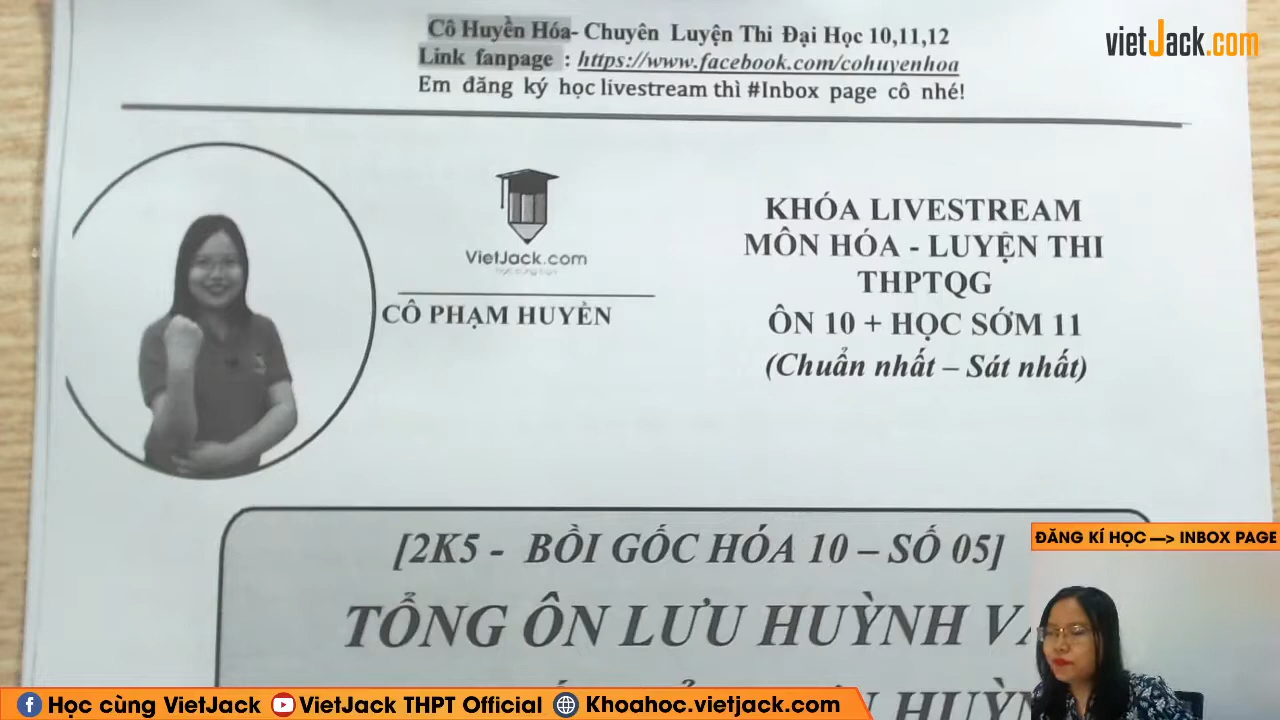 Cô Huyền Hóa- Chuyên Luyện Thi Đại Học 10,11,12
Link fanpage : https://www.facebook.com/cohuyenhoa
Em đăng ký học livestream thì #Inbox page cô nhé!
vietJack.com
VietJack.com
học cùng bạn
CÔ PHẠM HUYỀN
KHÓA LIVESTREAM
MÔN HÓA - LUYỆN THI
THPTQG
ÔN 10 + HỌC SỚM 11
(Chuẩn nhất – Sát nhất)
[2K5 - BỒI GỐC HÓA 10 – SỐ 05]
TỔNG ÔN LƯU HUỲNH
ĐĂNG KÍ HỌC —> INBOX PAGE
Học cùng VietJack VietJack THPT Official Khoahoc.vietjack.com